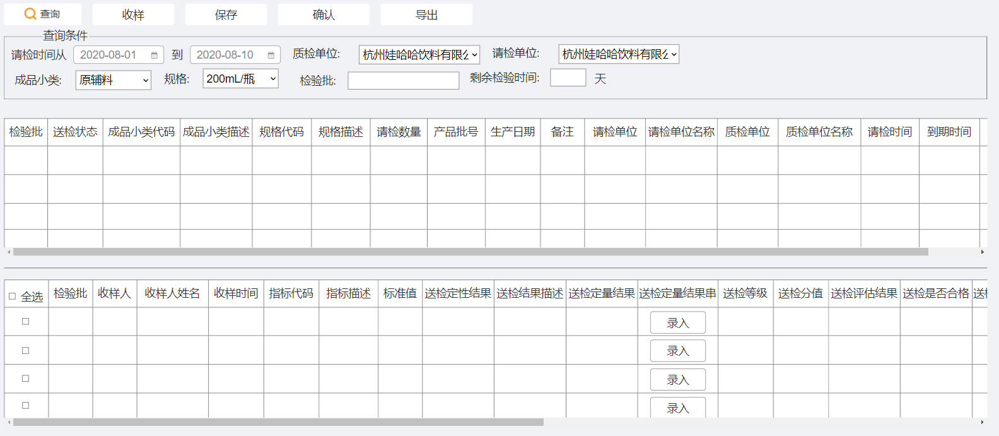 查询 收样 保存 确认 导出
查询条件
请检时间从 2020-08-01 到 2020-08-10 质检单位: 杭州娃哈哈饮料有限公 请检单位: 杭州娃哈哈饮料有限公
成品小类: 原辅料 规格: 200mL/瓶 检验批: 剩余检验时间: 天
检验批 送检状态 成品小类代码 成品小类描述 规格代码 规格描述 请检数量 产品批号 生产日期 备注 请检单位 请检单位名称 质检单位 质检单位名称 请检时间 到期时间
全选 检验批 收样人 收样人姓名 收样时间 指标代码 指标描述 标准值 送检定性结果 送检结果描述 送检定量结果 送检定量结果串 送检等级 送检分值 送检评估结果 送检是否合格 送
录入
录入
录入
录入